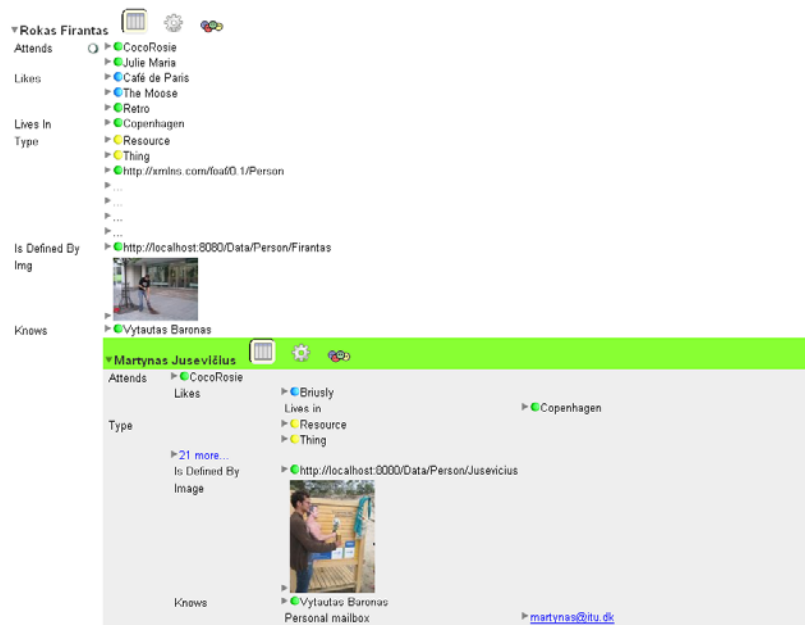 Rokas Firantas
Attends CocoRosie
Julie Maria
Likes Café de Paris
The Moose
Retro
Lives In Copenhagen
Type Resource
Thing
http://xmlns.com/foaf/0.1/Person
...
...
...
...
Is Defined By http://localhost:8080/Data/Person/Firantas
Img
Knows Vytautas Baronas
Martynas Jusevičius
Attends CocoRosie
Likes Briusly
Lives in Copenhagen
Type Resource
Thing
21 more...
Is Defined By http://localhost:8080/Data/Person/Jusevicius
Image
Knows Vytautas Baronas
Personal mailbox martynas@itu.dk